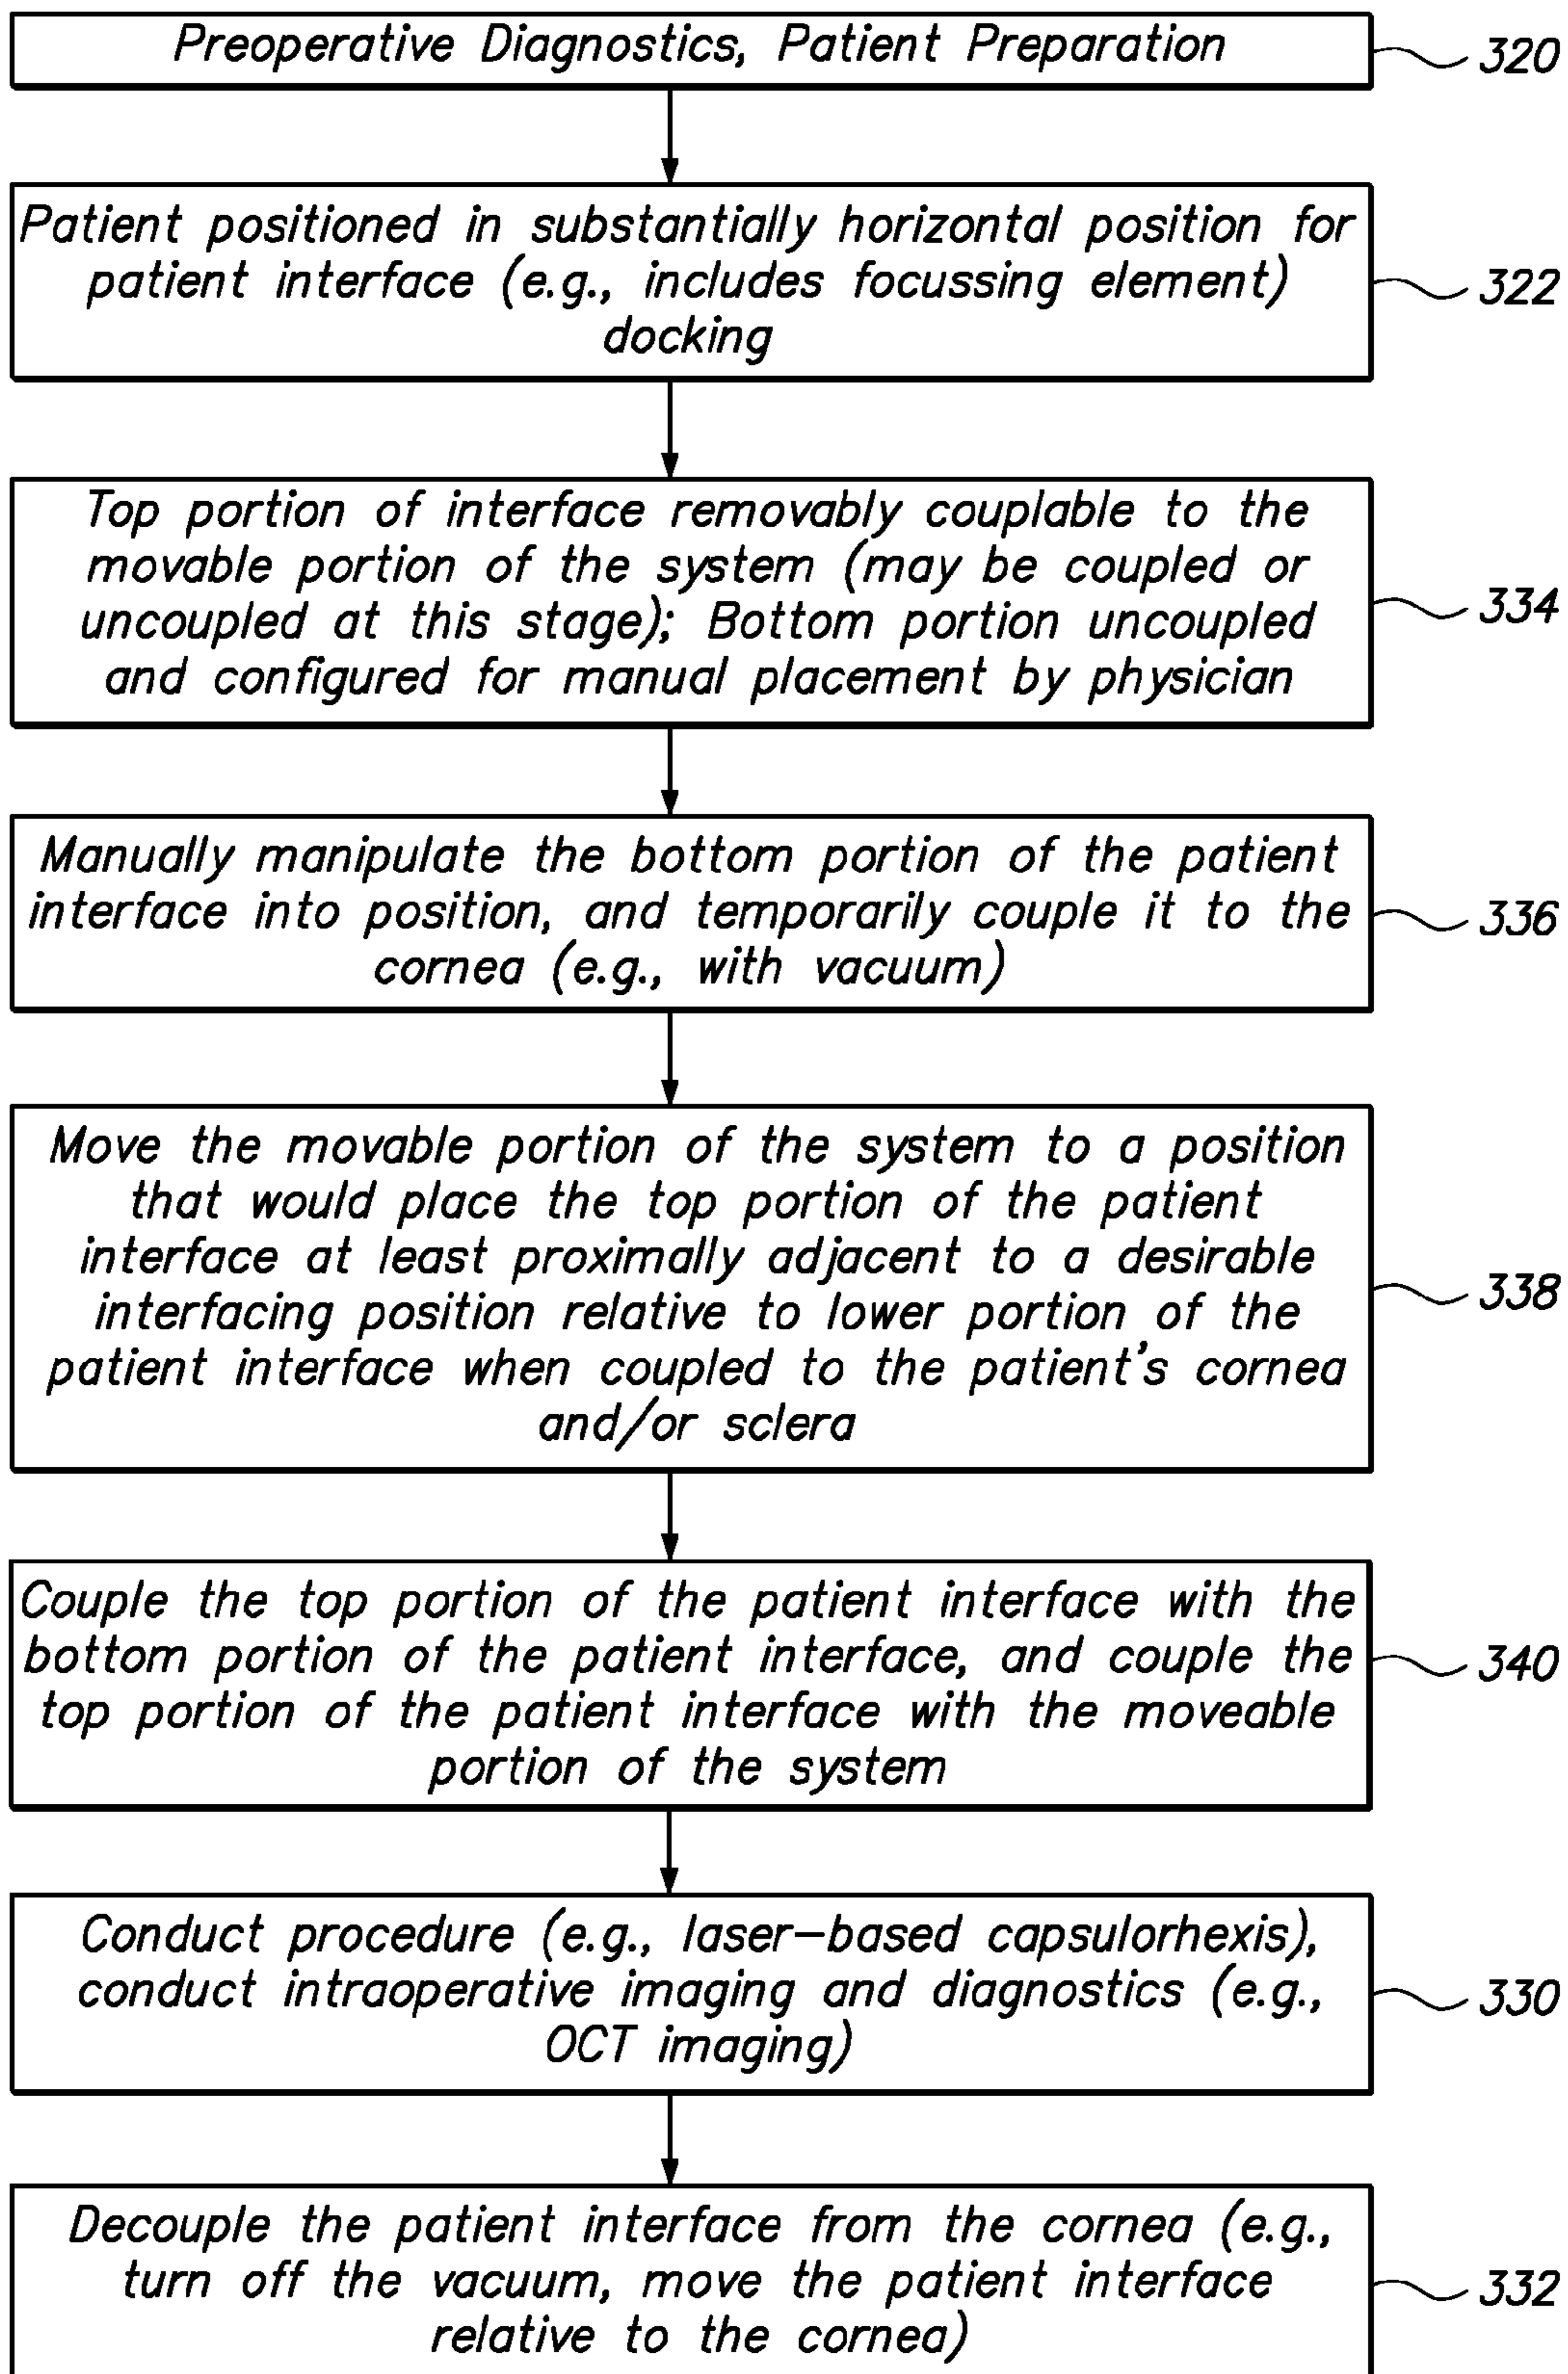 Preoperative Diagnostics, Patient Preparation
320
Patient positioned in substantially horizontal position for
patient interface (e.g., includes focussing element)
docking
322
Top portion of interface removably couplable to the
movable portion of the system (may be coupled or
uncoupled at this stage); Bottom portion uncoupled
and configured for manual placement by physician
334
Manually manipulate the bottom portion of the patient
interface into position, and temporarily couple it to the
cornea (e.g., with vacuum)
336
Move the movable portion of the system to a position
that would place the top portion of the patient
interface at least proximally adjacent to a desirable
interfacing position relative to lower portion of the
patient interface when coupled to the patient's cornea
and/or sclera
338
Couple the top portion of the patient interface with the
bottom portion of the patient interface, and couple the
top portion of the patient interface with the moveable
portion of the system
340
Conduct procedure (e.g., laser-based capsulorhexis),
conduct intraoperative imaging and diagnostics (e.g.,
OCT imaging)
330
Decouple the patient interface from the cornea (e.g.,
turn off the vacuum, move the patient interface
relative to the cornea)
332